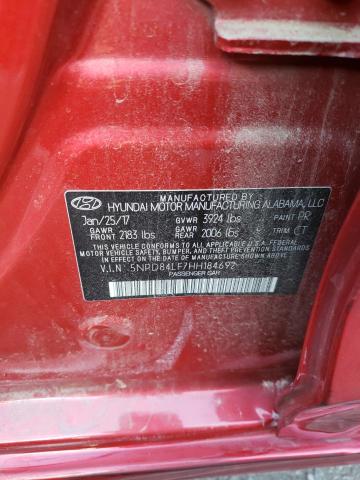 MANUFACTURED BY
HYUNDAI MOTOR MANUFACTURING ALABAMA, LLC
Jan/25/17 GVWR 3924 lbs PAINT PR
GAWR FRONT 2183 lbs GAWR REAR 2006 lbs TRIM CT
THIS VEHICLE CONFORMS TO ALL APPLICABLE U.S. FEDERAL
MOTOR VEHICLE SAFETY, BUMPER, AND THEFT PREVENTION STANDARDS
IN EFFECT ON THE DATE OF MANUFACTURE SHOWN ABOVE.
V.I.N: 5NPD84LF7HH184692
PASSENGER CAR